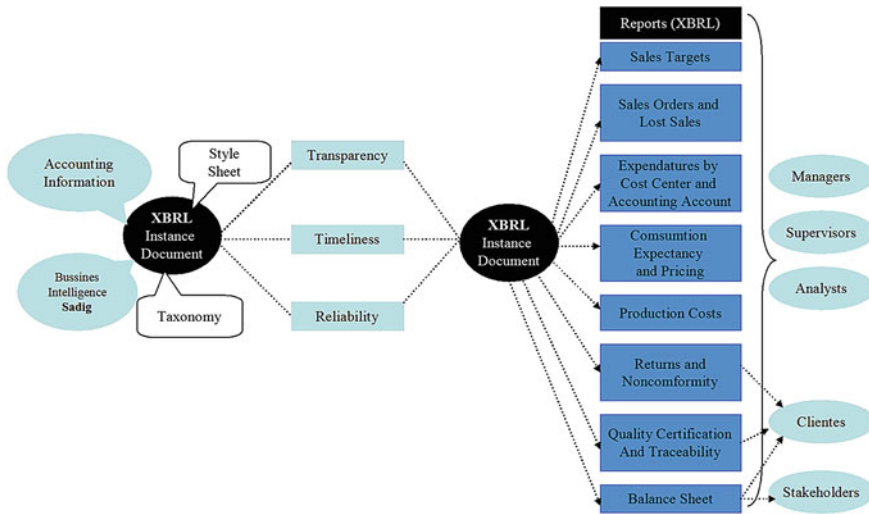 Accounting
Information
Style
Sheet
XBRL
Instance
Document
Bussines
Intelligence
Sadig
Taxonomy
Transparency
Timeliness
Reliability
XBRL
Instance
Document
Reports (XBRL)
Sales Targets
Sales Orders and
Lost Sales
Expendatures by
Cost Center and
Accounting Account
Comsumtion
Expectancy
and Pricing
Production Costs
Returns and
Noncomformity
Quality Certification
And Traceability
Balance Sheet
Managers
Supervisors
Analysts
Clientes
Stakeholders